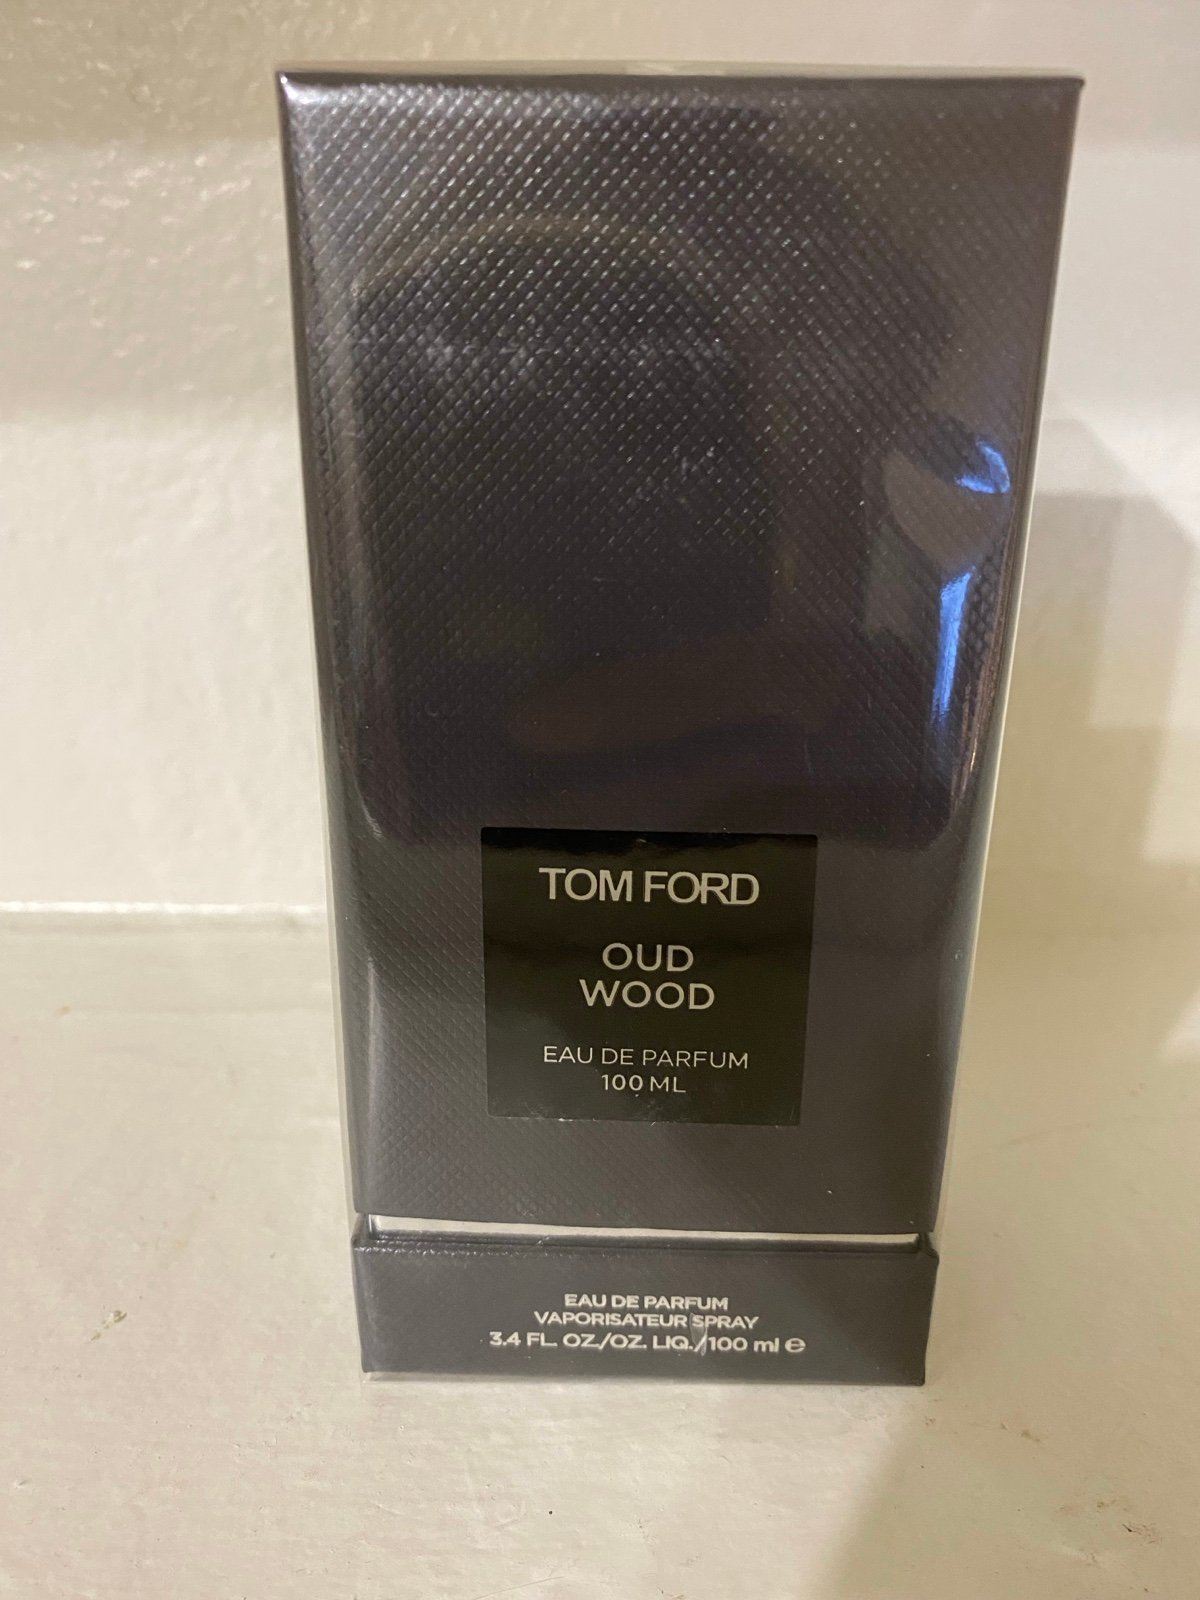 TOM FORD
OUD
WOOD
EAU DE PARFUM
100 ML
EAU DE PARFUM
VAPORISATEUR SPRAY
3.4 FL. OZ./OZ. LIQ./100 ml ℮